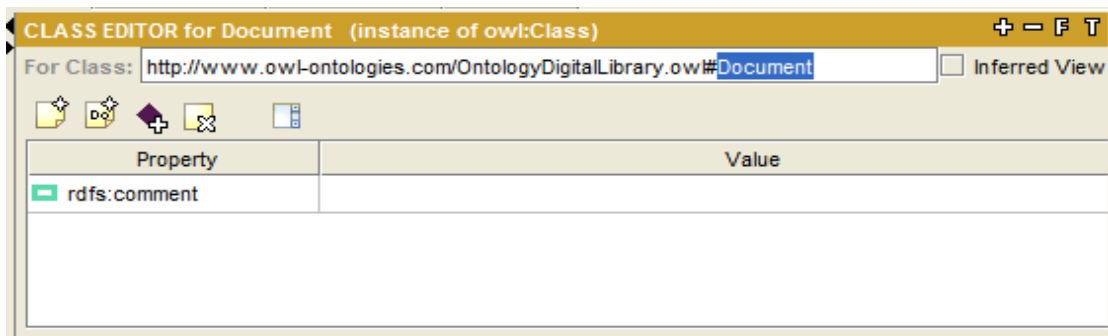 CLASS EDITOR for Document (instance of owl:Class) F T
For Class: http://www.owl-ontologies.com/OntologyDigitalLibrary.owl#Document Inferred View
Property Value
rdfs:comment